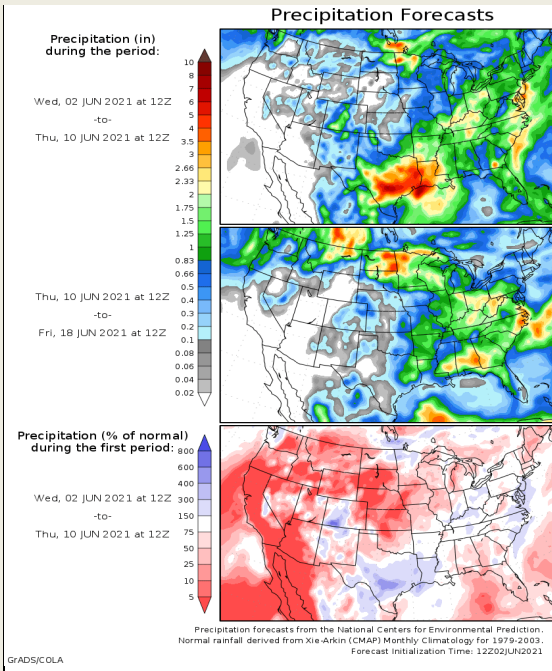 Precipitation Forecasts
Precipitation (in)
during the period:
Wed, 02 JUN 2021 at 12Z
-to-
Thu, 10 JUN 2021 at 12Z
10
8
7
6
5
4
3.5
3
2.66
2.33
2
1.75
1.5
1.25
1
0.83
0.66
0.5
0.4
0.3
0.2
0.1
0.08
0.06
0.04
0.02
Thu, 10 JUN 2021 at 12Z
-to-
Fri, 18 JUN 2021 at 12Z
Precipitation (% of normal)
during the first period:
Wed, 02 JUN 2021 at 12Z
-to-
Thu, 10 JUN 2021 at 12Z
800
600
400
300
150
75
50
25
10
5
Precipitation forecasts from the National Centers for Environmental Prediction.
Normal rainfall derived from Xie-Arkin (CMAP) Monthly Climatology for 1979-2003.
Forecast Initialization Time: 12Z02JUN2021
GrADS/COLA